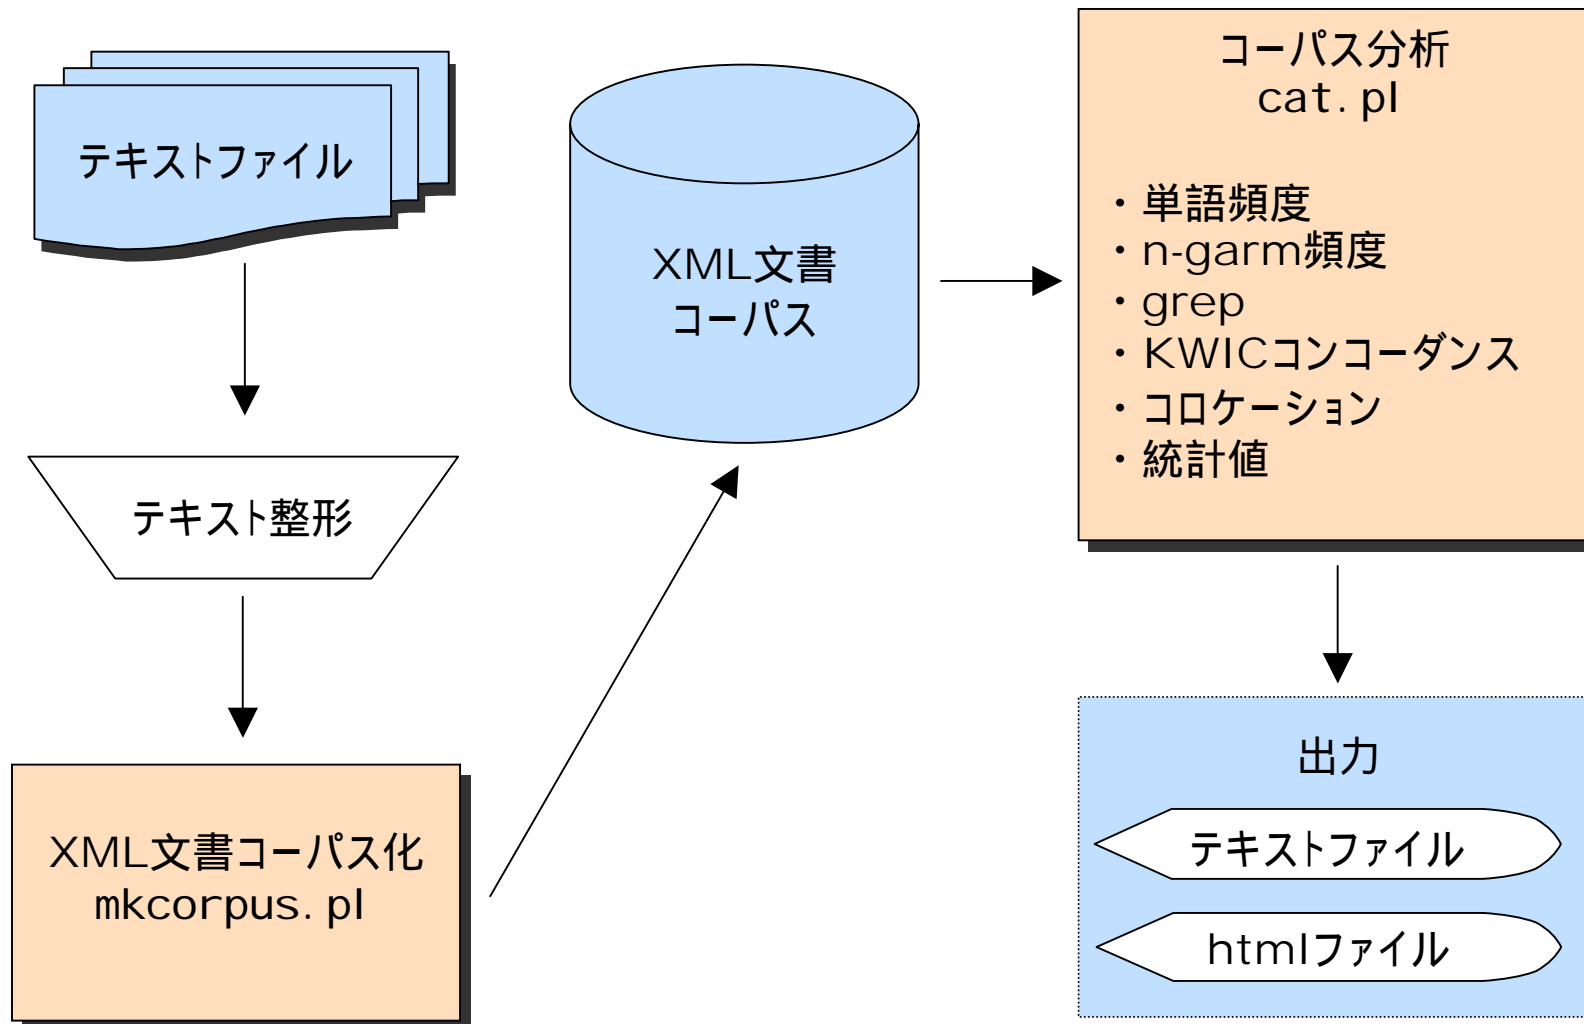 テキストファイル
テキスト整形
XML文書コーパス化
mkcorpus.pl
XML文書
コーパス
コーパス分析
cat.pl
・単語頻度
・n-garm頻度
・grep
・KWICコンコーダンス
・コロケーション
・統計値
出力
テキストファイル
htmlファイル